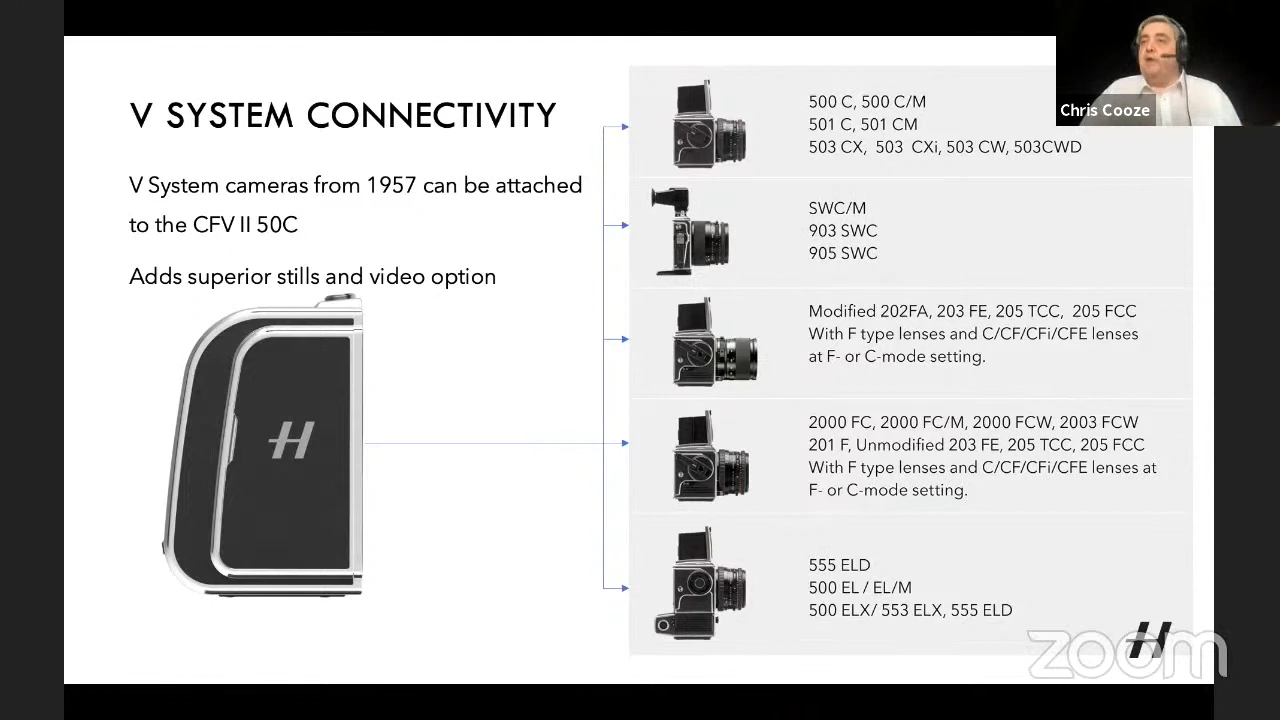 V SYSTEM CONNECTIVITY
V System cameras from 1957 can be attached
to the CFV II 50C
Adds superior stills and video option
500 C, 500 C/M
501 C, 501 CM
503 CX,  503  CXi, 503 CW, 503CWD
SWC/M
903 SWC
905 SWC
Modified 202FA, 203 FE, 205 TCC,  205 FCC
With F type lenses and C/CF/CFi/CFE lenses
at F- or C-mode setting.
2000 FC, 2000 FC/M, 2000 FCW, 2003 FCW
201 F, Unmodified 203 FE, 205 TCC, 205 FCC
With F type lenses and C/CF/CFi/CFE lenses at
F- or C-mode setting.
555 ELD
500 EL / EL/M
500 ELX/ 553 ELX, 555 ELD
Chris Cooze
H
H
zoom